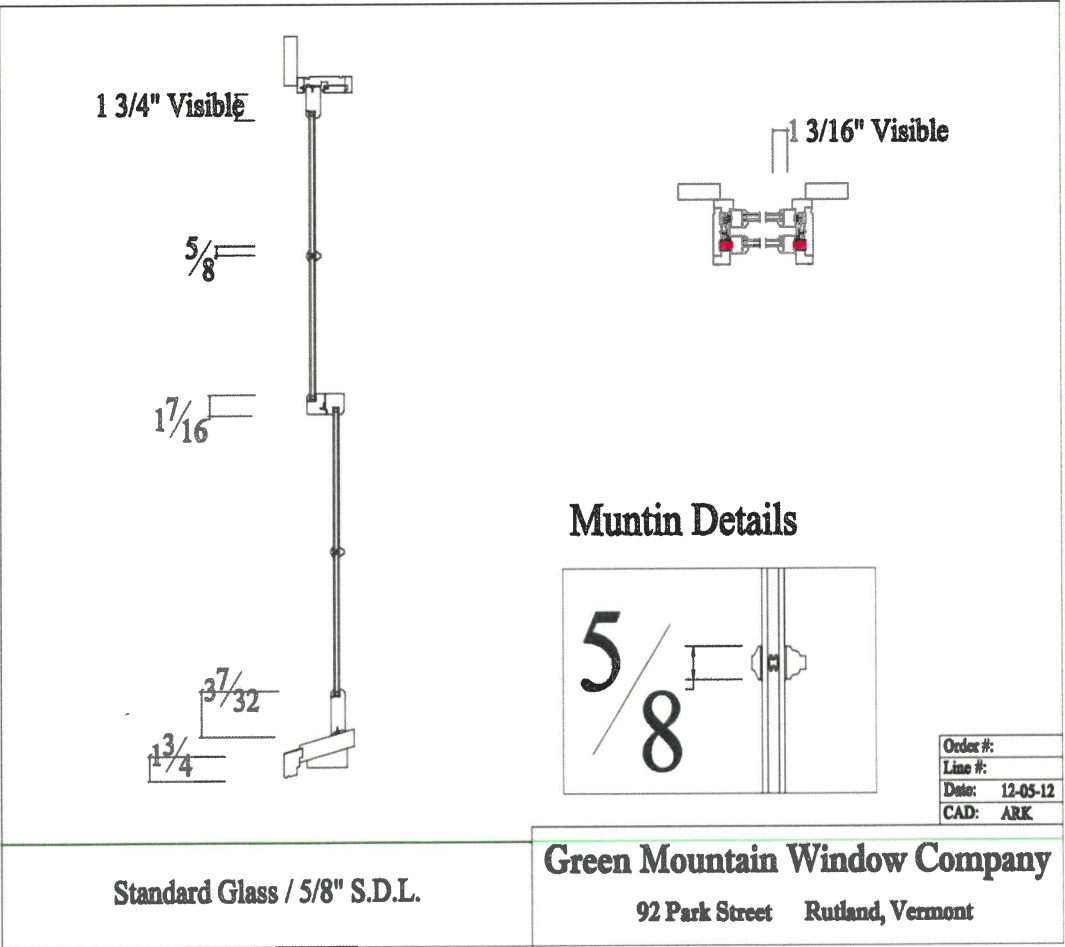 1 3/4" Visible
1 3/16" Visible
5/8
1 7/16
Muntin Details
5/8
3 7/32
1 3/4
Order #:
Line #:
Date: 12-05-12
CAD: ARK
Standard Glass / 5/8" S.D.L.
Green Mountain Window Company
92 Park Street Rutland, Vermont